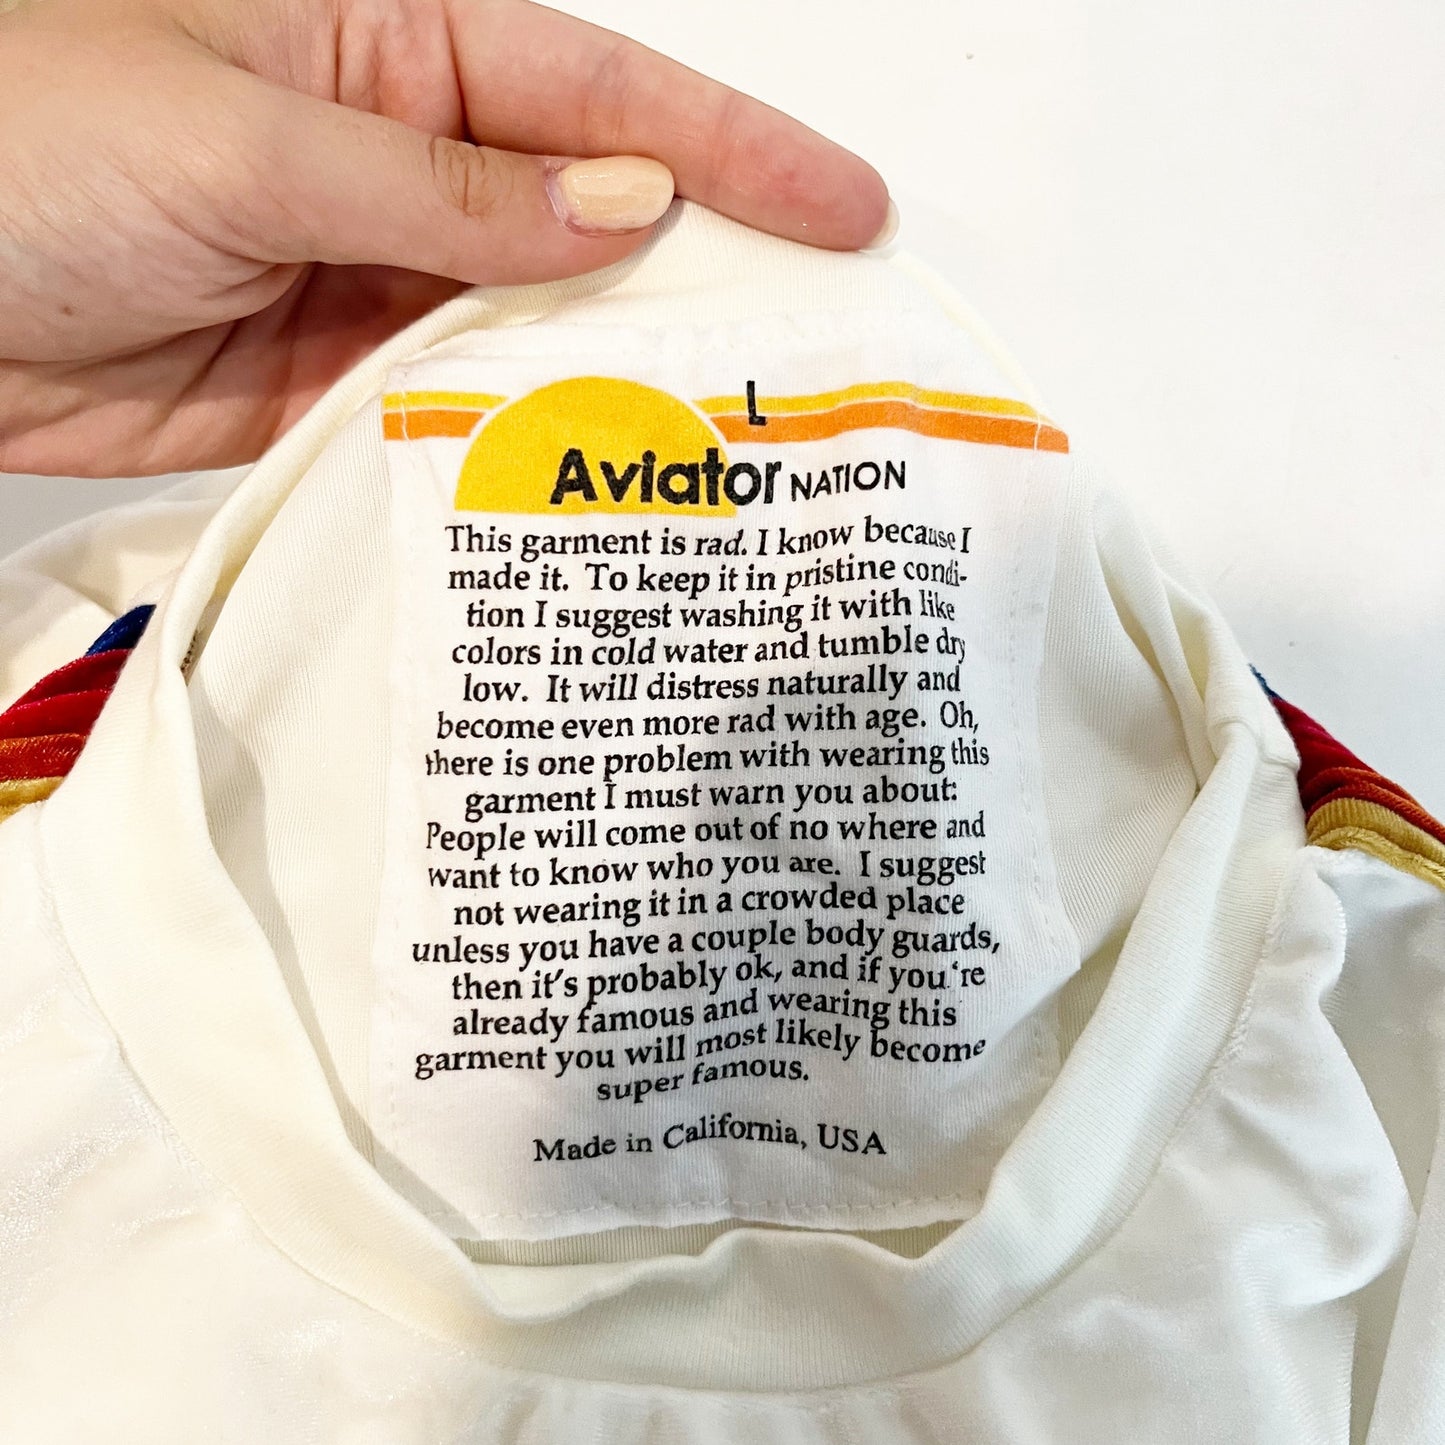 L
Aviator NATION
This garment is rad. I know because I
made it. To keep it in pristine condi-
tion I suggest washing it with like
colors in cold water and tumble dry
low. It will distress naturally and
become even more rad with age. Oh,
there is one problem with wearing this
garment I must warn you about:
People will come out of no where and
want to know who you are. I suggest
not wearing it in a crowded place
unless you have a couple body guards,
then it's probably ok, and if you're
already famous and wearing this
garment you will most likely become
super famous.
Made in California, USA